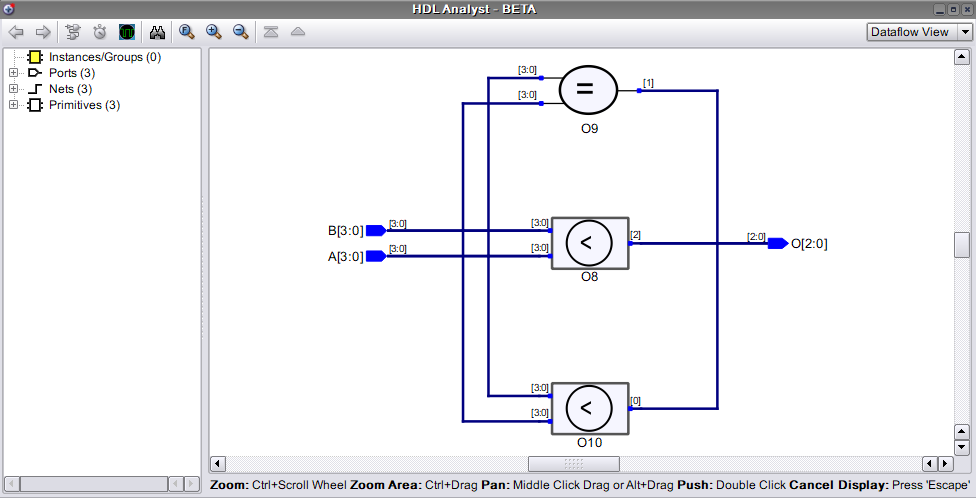 HDL Analyst - BETA
Dataflow View
Instances/Groups (0)
Ports (3)
Nets (3)
Primitives (3)
[3:0]
[3:0]
=
[1]
O9
B[3:0]
[3:0]
[3:0]
A[3:0]
[3:0]
[3:0]
<
[2]
[2:0]
O[2:0]
O8
[3:0]
[3:0]
<
[0]
O10
Zoom: Ctrl+Scroll Wheel Zoom Area: Ctrl+Drag Pan: Middle Click Drag or Alt+Drag Push: Double Click Cancel Display: Press 'Escape'